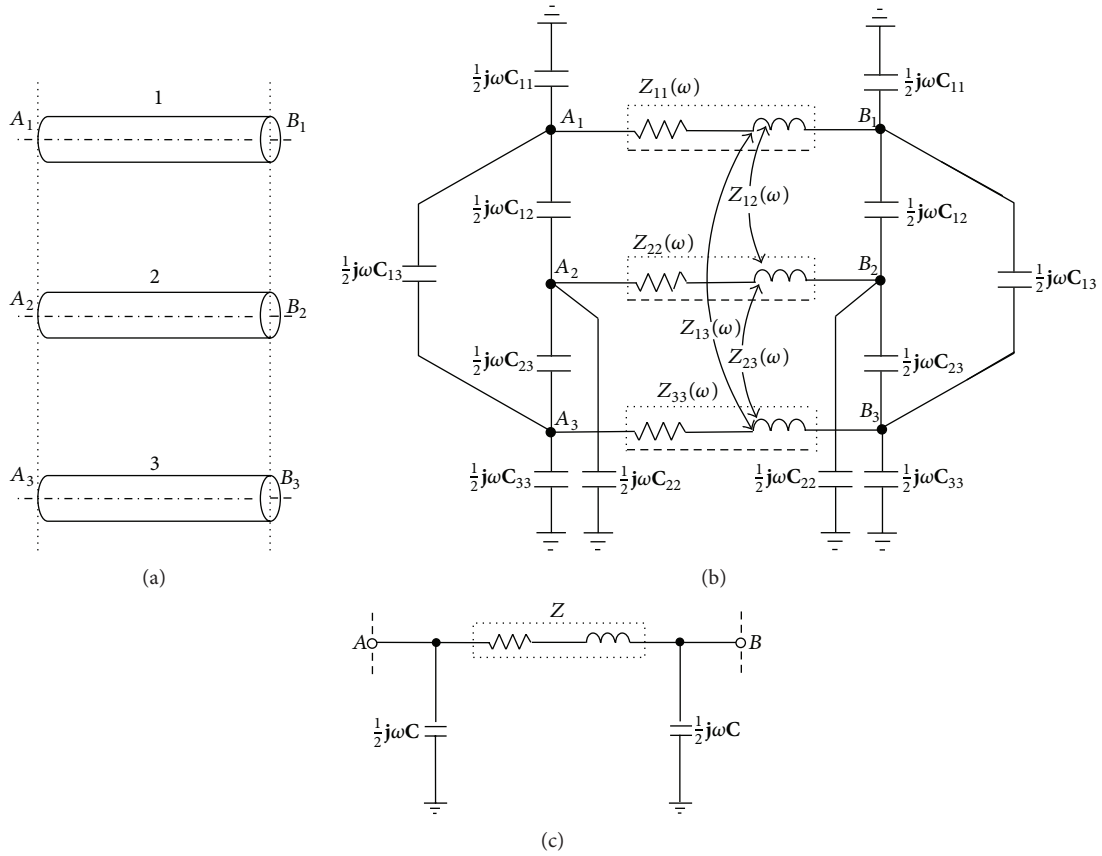 1
A₁
B₁
2
A₂
B₂
3
A₃
B₃
(a)
½jωC₁₁
½jωC₁₁
Z₁₁(ω)
A₁
B₁
½jωC₁₂
Z₁₂(ω)
½jωC₁₂
Z₂₂(ω)
½jωC₁₃
A₂
B₂
½jωC₁₃
Z₁₃(ω)
½jωC₂₃
Z₂₃(ω)
½jωC₂₃
Z₃₃(ω)
A₃
B₃
½jωC₃₃
½jωC₂₂
½jωC₂₂
½jωC₃₃
(b)
Z
A
B
½jωC
½jωC
(c)